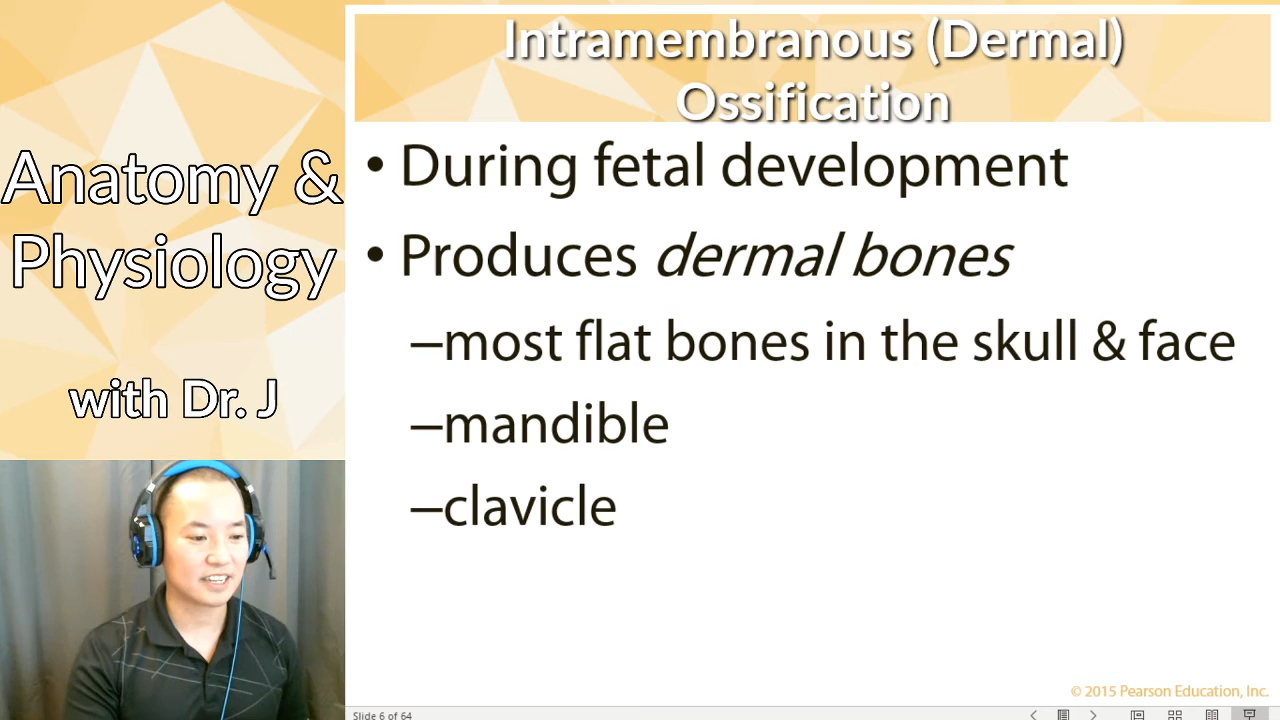 Anatomy &
Physiology
with Dr. J
Intramembranous (Dermal)
Ossification
• During fetal development
• Produces dermal bones
–most flat bones in the skull & face
–mandible
–clavicle
© 2015 Pearson Education, Inc.
Slide 6 of 64